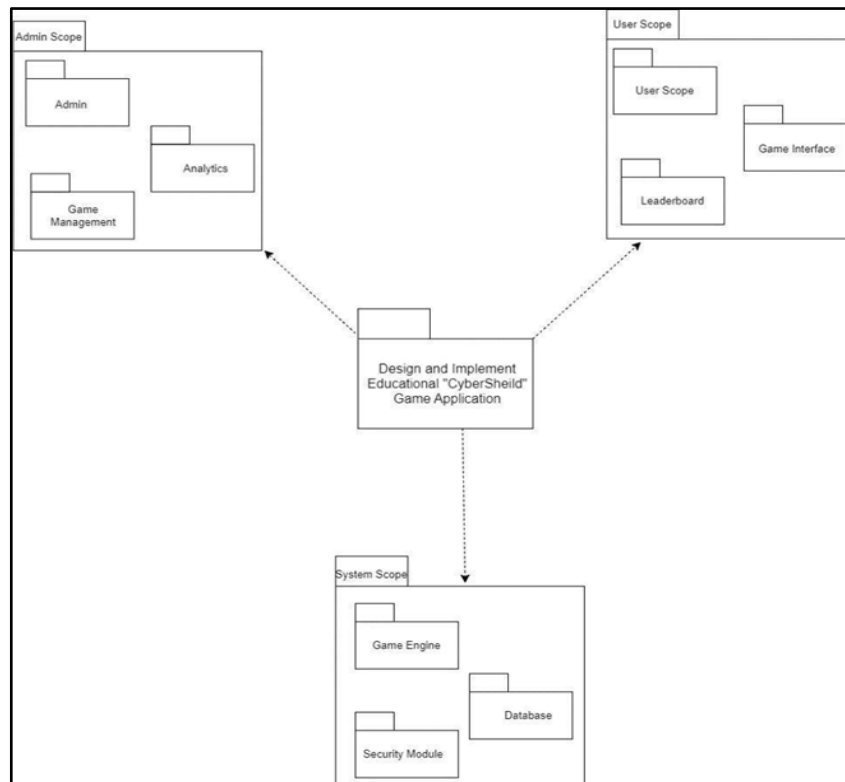 Admin Scope
Admin
Analytics
Game
Management
User Scope
User Scope
Game Interface
Leaderboard
Design and Implement
Educational "CyberSheild"
Game Application
System Scope
Game Engine
Database
Security Module